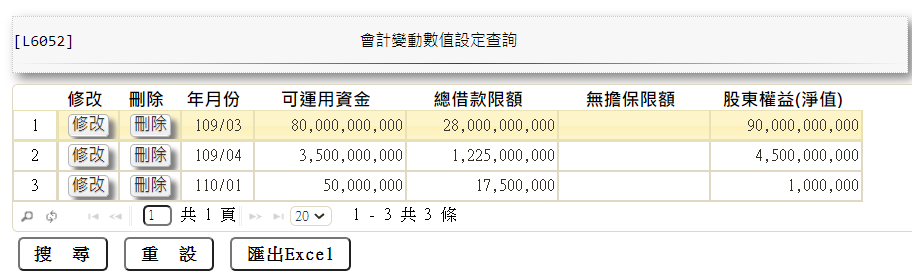 [L6052] 會計變動數值設定查詢
修改 刪除 年月份 可運用資金 總借款限額 無擔保限額 股東權益(淨值)
1 修改 刪除 109/03 80,000,000,000 28,000,000,000 90,000,000,000
2 修改 刪除 109/04 3,500,000,000 1,225,000,000 4,500,000,000
3 修改 刪除 110/01 50,000,000 17,500,000 1,000,000
1 共 1 頁 20 1 - 3 共 3 條
搜 尋 重 設 匯出Excel